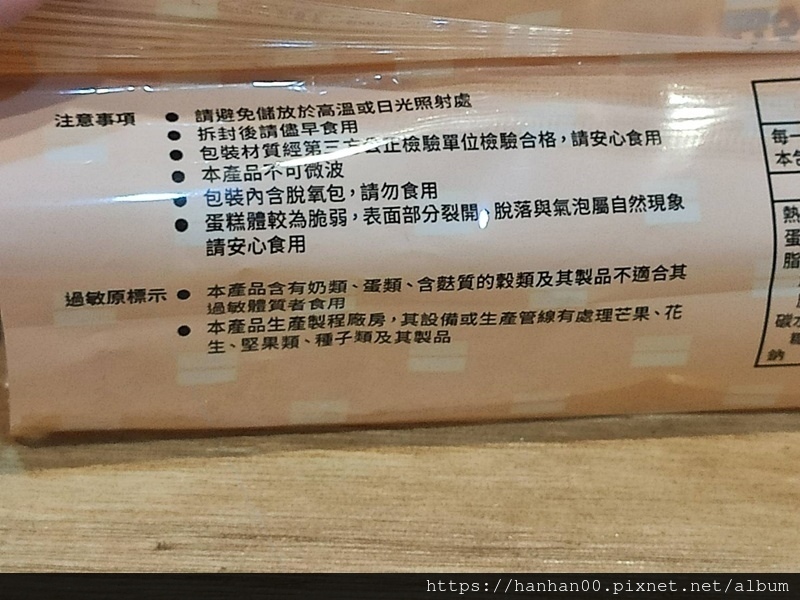 注意事項
● 請避免儲放於高溫或日光照射處
● 拆封後請儘早食用
● 包裝材質經第三方公正檢驗單位檢驗合格，請安心食用
● 本產品不可微波
● 包裝內含脫氧包，請勿食用
● 蛋糕體較為脆弱，表面部分裂開、脫落與氣泡屬自然現象
請安心食用
過敏原標示
● 本產品含有奶類、蛋類、含麩質的穀類及其製品不適合其
過敏體質者食用
● 本產品生產製程廠房，其設備或生產管線有處理芒果、花
生、堅果類、種子類及其製品
每一
本包
熱
蛋
脂
碳水
糖
鈉
https://hanhan00.pixnet.net/album